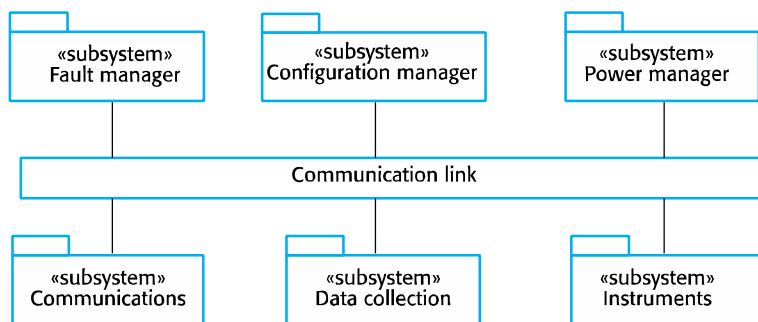 «subsystem»
Fault manager
«subsystem»
Configuration manager
«subsystem»
Power manager
Communication link
«subsystem»
Communications
«subsystem»
Data collection
«subsystem»
Instruments